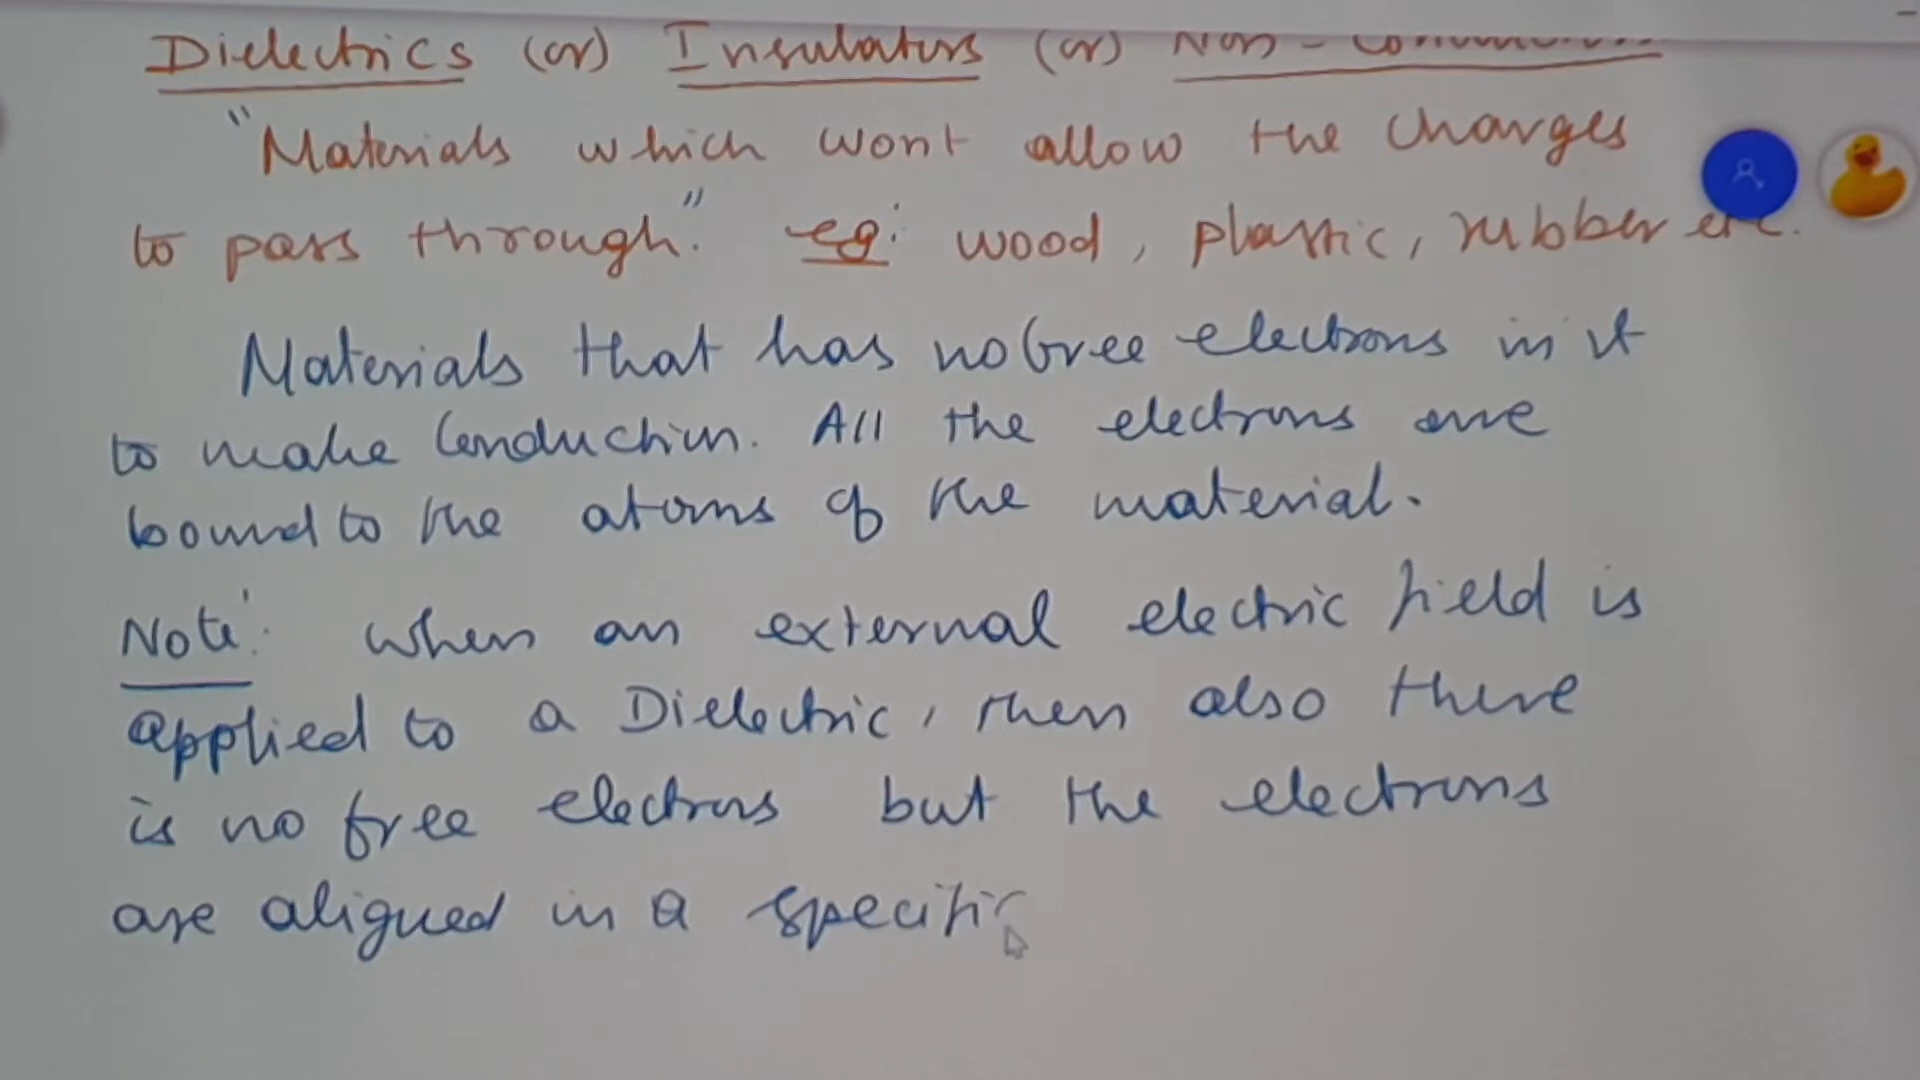 Dielectrics (or) Insulators (or) Non-Conductors
"Materials which wont allow the charges
to pass through." eg: wood, plastic, rubber etc.
Materials that has no free electrons in it
to make Conduction. All the electrons are
bound to the atoms of the material.
Note: When an external electric field is
applied to a Dielectric, then also there
is no free electrons but the electrons
are aligned in a specific